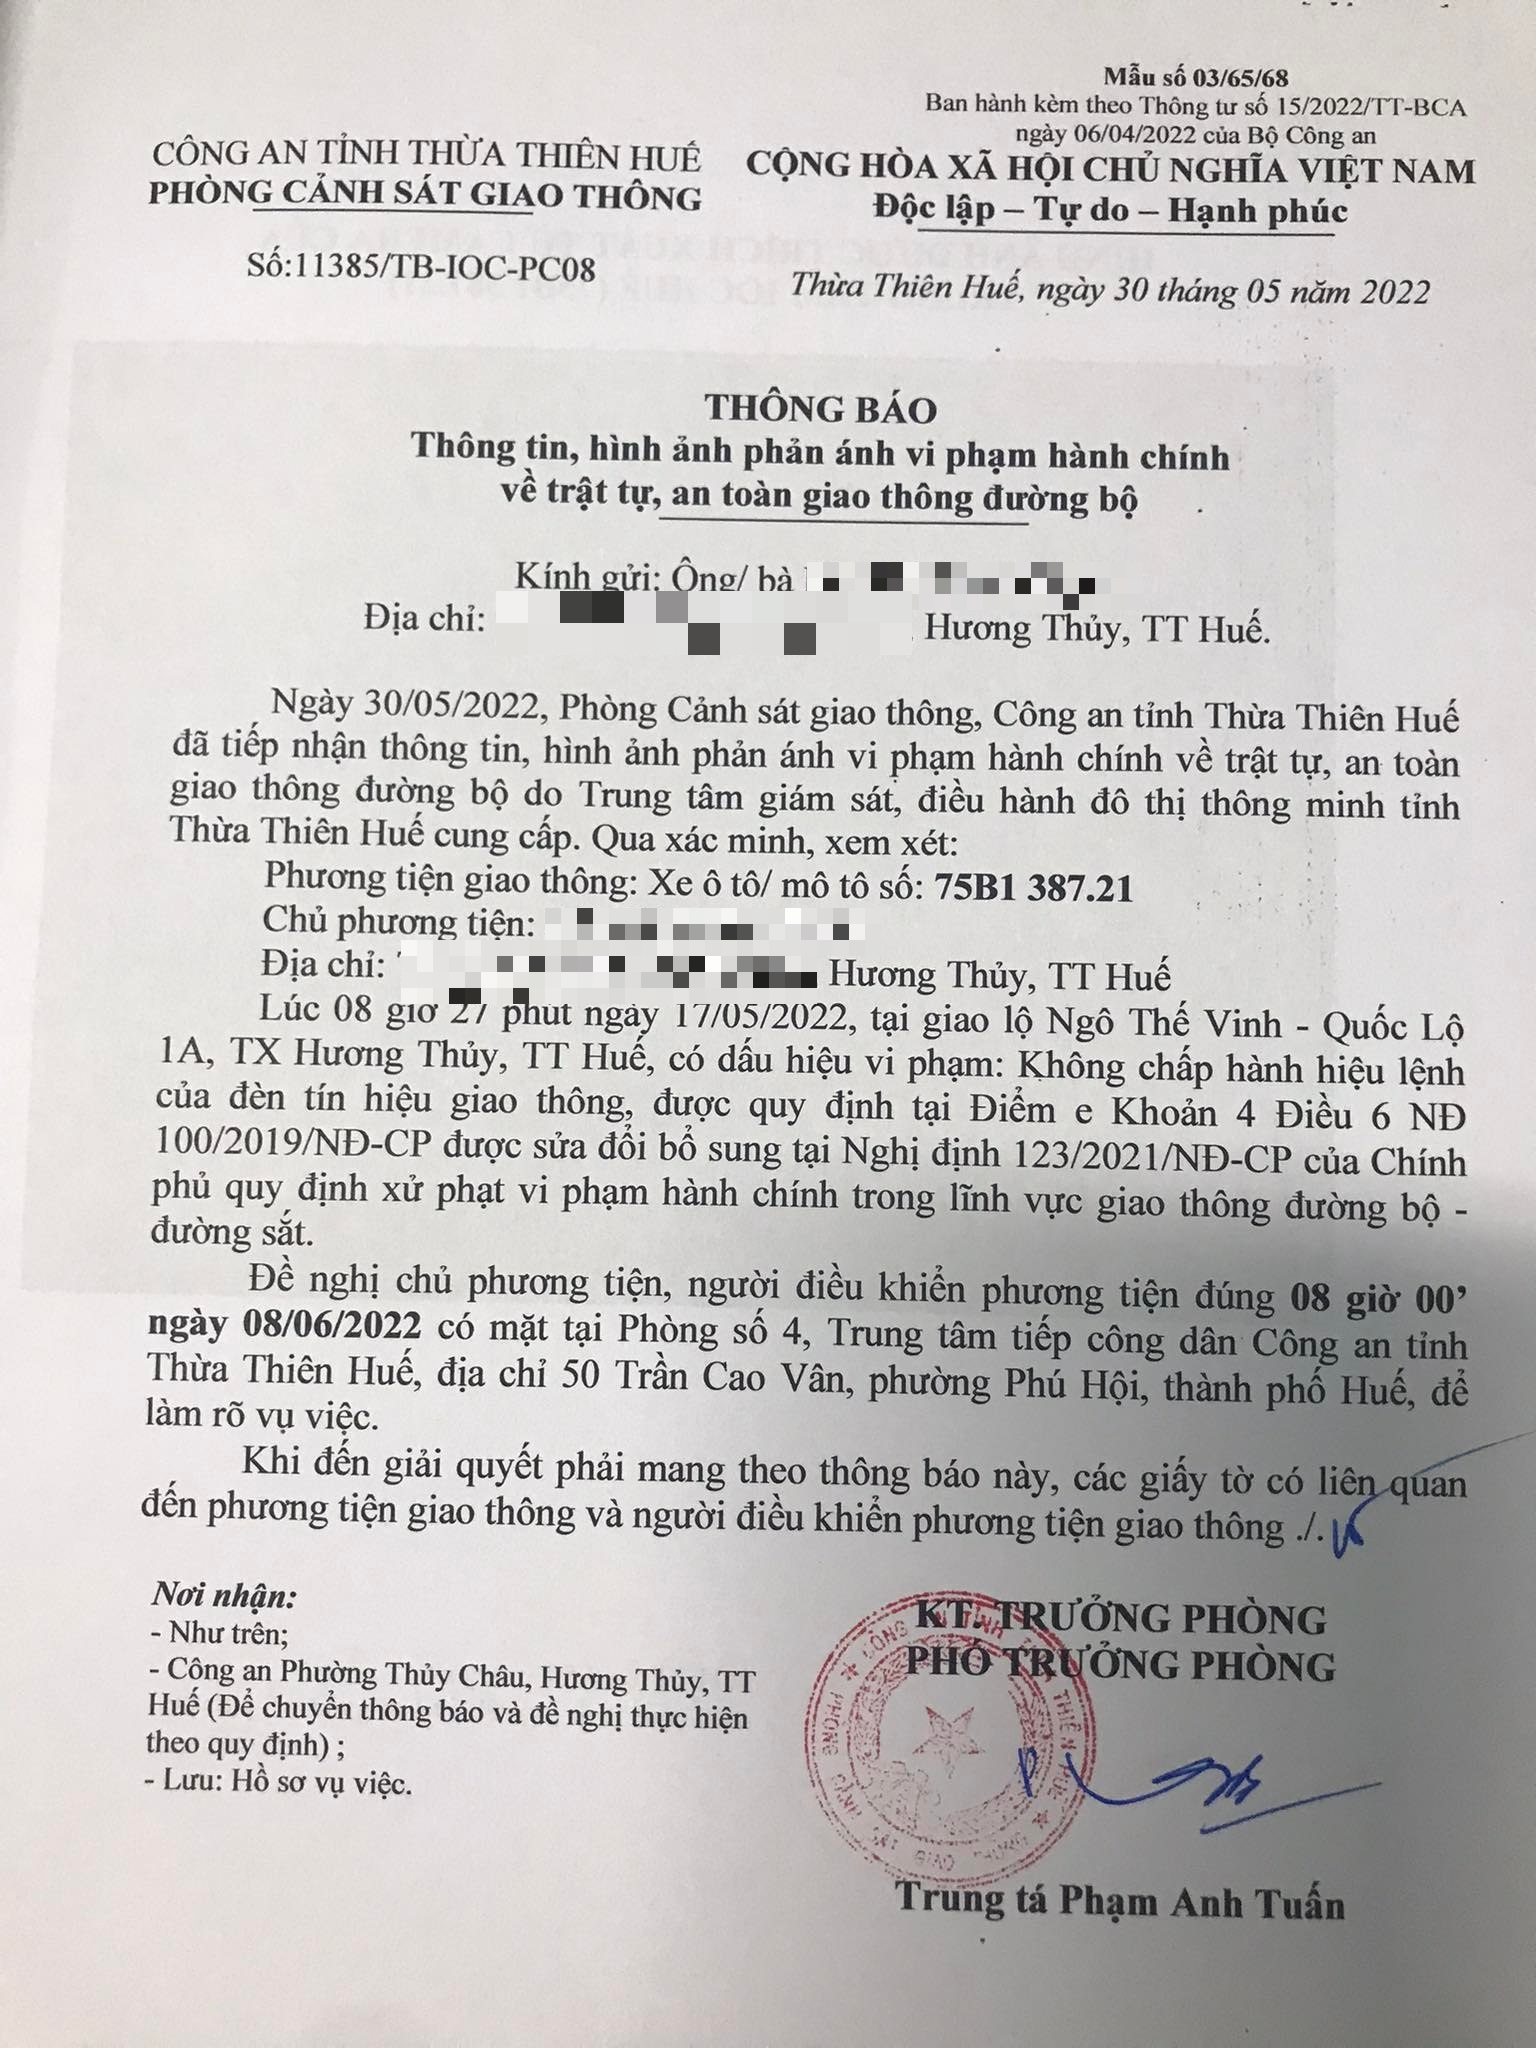 Mẫu số 03/65/68
Ban hành kèm theo Thông tư số 15/2022/TT-BCA
ngày 06/04/2022 của Bộ Công an
CÔNG AN TỈNH THỪA THIÊN HUẾ
PHÒNG CẢNH SÁT GIAO THÔNG
CỘNG HÒA XÃ HỘI CHỦ NGHĨA VIỆT NAM
Độc lập – Tự do – Hạnh phúc
Số:11385/TB-IOC-PC08
Thừa Thiên Huế, ngày 30 tháng 05 năm 2022
THÔNG BÁO
Thông tin, hình ảnh phản ánh vi phạm hành chính
về trật tự, an toàn giao thông đường bộ
Kính gửi: Ông/ bà
Địa chỉ: Hương Thủy, TT Huế.
Ngày 30/05/2022, Phòng Cảnh sát giao thông, Công an tỉnh Thừa Thiên Huế
đã tiếp nhận thông tin, hình ảnh phản ánh vi phạm hành chính về trật tự, an toàn
giao thông đường bộ do Trung tâm giám sát, điều hành đô thị thông minh tỉnh
Thừa Thiên Huế cung cấp. Qua xác minh, xem xét:
Phương tiện giao thông: Xe ô tô/ mô tô số: 75B1 387.21
Chủ phương tiện:
Địa chỉ: Hương Thủy, TT Huế
Lúc 08 giờ 27 phút ngày 17/05/2022, tại giao lộ Ngô Thế Vinh - Quốc Lộ
1A, TX Hương Thủy, TT Huế, có dấu hiệu vi phạm: Không chấp hành hiệu lệnh
của đèn tín hiệu giao thông, được quy định tại Điểm e Khoản 4 Điều 6 NĐ
100/2019/NĐ-CP được sửa đổi bổ sung tại Nghị định 123/2021/NĐ-CP của Chính
phủ quy định xử phạt vi phạm hành chính trong lĩnh vực giao thông đường bộ -
đường sắt.
Đề nghị chủ phương tiện, người điều khiển phương tiện đúng 08 giờ 00’
ngày 08/06/2022 có mặt tại Phòng số 4, Trung tâm tiếp công dân Công an tỉnh
Thừa Thiên Huế, địa chỉ 50 Trần Cao Vân, phường Phú Hội, thành phố Huế, để
làm rõ vụ việc.
Khi đến giải quyết phải mang theo thông báo này, các giấy tờ có liên quan
đến phương tiện giao thông và người điều khiển phương tiện giao thông ./.
Nơi nhận:
- Như trên;
- Công an Phường Thủy Châu, Hương Thủy, TT
Huế (Để chuyển thông báo và đề nghị thực hiện
theo quy định) ;
- Lưu: Hồ sơ vụ việc.
KT. TRƯỞNG PHÒNG
PHÓ TRƯỞNG PHÒNG
Trung tá Phạm Anh Tuấn